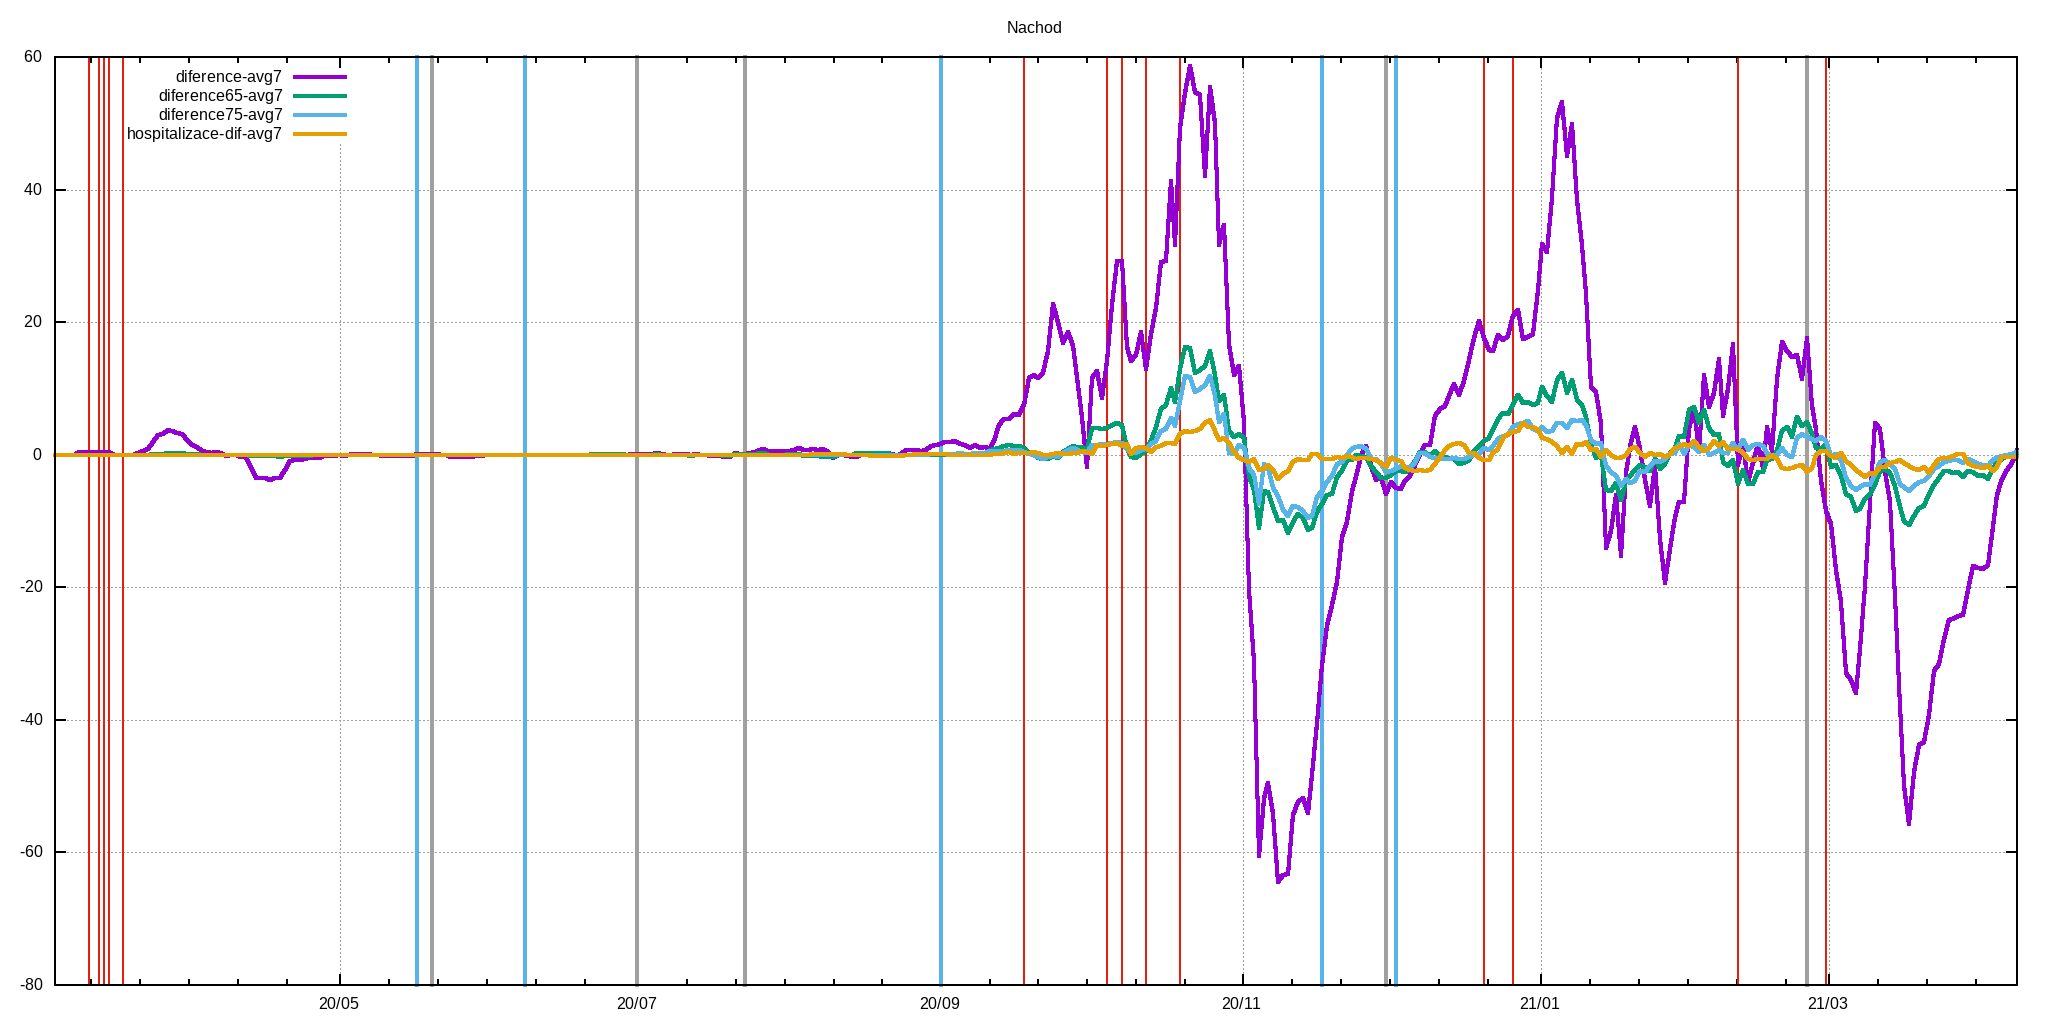 Nachod
60
40
20
0
-20
-40
-60
-80
diference-avg7
diference65-avg7
diference75-avg7
hospitalizace-dif-avg7
20/05 20/07 20/09 20/11 21/01 21/03